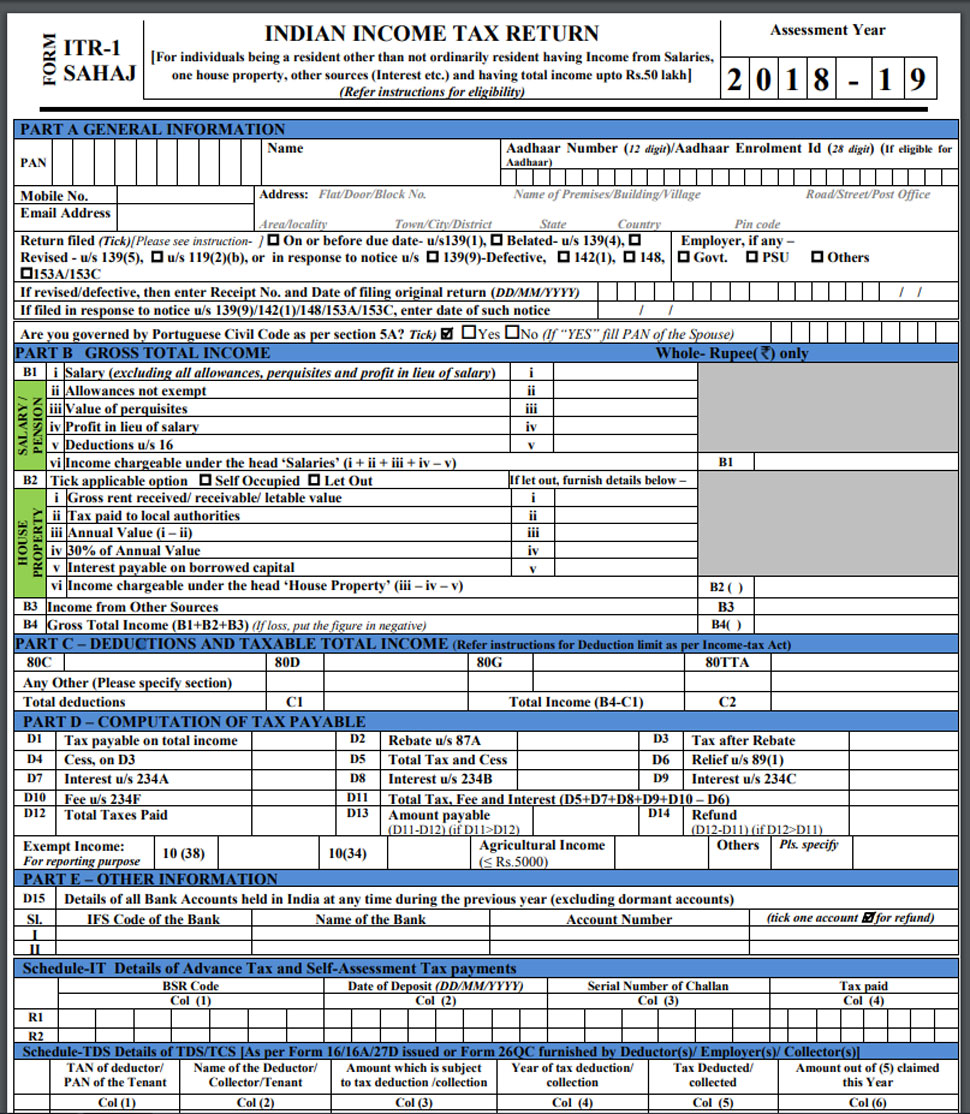 FORM ITR-1 SAHAJ
INDIAN INCOME TAX RETURN
[For individuals being a resident other than not ordinarily resident having Income from Salaries,
one house property, other sources (Interest etc.) and having total income upto Rs.50 lakh]
(Refer instructions for eligibility)
Assessment Year
2 0 1 8 - 1 9
PART A GENERAL INFORMATION
PAN
Name
Aadhaar Number (12 digit)/Aadhaar Enrolment Id (28 digit) (If eligible for
Aadhaar)
Mobile No.
Email Address
Address: Flat/Door/Block No. Name of Premises/Building/Village Road/Street/Post Office
Area/locality Town/City/District State Country Pin code
Return filed (Tick)[Please see instruction- ] ☐ On or before due date- u/s139(1), ☐ Belated- u/s 139(4), ☐
Revised - u/s 139(5), ☐ u/s 119(2)(b), or in response to notice u/s ☐ 139(9)-Defective, ☐ 142(1), ☐ 148,
☐153A/153C
Employer, if any –
☐ Govt. ☐ PSU ☐ Others
If revised/defective, then enter Receipt No. and Date of filing original return (DD/MM/YYYY) / /
If filed in response to notice u/s 139(9)/142(1)/148/153A/153C, enter date of such notice / /
Are you governed by Portuguese Civil Code as per section 5A? Tick) ☑ ☐Yes ☐No (If “YES” fill PAN of the Spouse)
PART B GROSS TOTAL INCOME Whole- Rupee(₹) only
B1 i Salary (excluding all allowances, perquisites and profit in lieu of salary) i
SALARY / PENSION
ii Allowances not exempt ii
iii Value of perquisites iii
iv Profit in lieu of salary iv
v Deductions u/s 16 v
vi Income chargeable under the head ‘Salaries’ (i + ii + iii + iv – v) B1
B2 Tick applicable option ☐ Self Occupied ☐ Let Out If let out, furnish details below –
HOUSE PROPERTY
i Gross rent received/ receivable/ letable value i
ii Tax paid to local authorities ii
iii Annual Value (i – ii) iii
iv 30% of Annual Value iv
v Interest payable on borrowed capital v
vi Income chargeable under the head ‘House Property’ (iii – iv – v) B2 ( )
B3 Income from Other Sources B3
B4 Gross Total Income (B1+B2+B3) (If loss, put the figure in negative) B4( )
PART C – DEDUCTIONS AND TAXABLE TOTAL INCOME (Refer instructions for Deduction limit as per Income-tax Act)
80C 80D 80G 80TTA
Any Other (Please specify section)
Total deductions C1 Total Income (B4-C1) C2
PART D – COMPUTATION OF TAX PAYABLE
D1 Tax payable on total income D2 Rebate u/s 87A D3 Tax after Rebate
D4 Cess, on D3 D5 Total Tax and Cess D6 Relief u/s 89(1)
D7 Interest u/s 234A D8 Interest u/s 234B D9 Interest u/s 234C
D10 Fee u/s 234F D11 Total Tax, Fee and Interest (D5+D7+D8+D9+D10 – D6)
D12 Total Taxes Paid D13 Amount payable D14 Refund
(D11-D12) (if D11>D12) (D12-D11) (if D12>D11)
Exempt Income:
For reporting purpose
10 (38) 10(34)
Agricultural Income
(≤ Rs.5000)
Others Pls. specify
PART E – OTHER INFORMATION
D15 Details of all Bank Accounts held in India at any time during the previous year (excluding dormant accounts)
Sl. IFS Code of the Bank Name of the Bank Account Number (tick one account ☑ for refund)
I
II
Schedule-IT Details of Advance Tax and Self-Assessment Tax payments
BSR Code Date of Deposit (DD/MM/YYYY) Serial Number of Challan Tax paid
Col (1) Col (2) Col (3) Col (4)
R1
R2
Schedule-TDS Details of TDS/TCS [As per Form 16/16A/27D issued or Form 26QC furnished by Deductor(s)/ Employer(s)/ Collector(s)]
TAN of deductor/ Name of the Deductor/ Amount which is subject Year of tax deduction/ Tax Deducted/ Amount out of (5) claimed
PAN of the Tenant Collector/Tenant to tax deduction /collection collection collected this Year
Col (1) Col (2) Col (3) Col (4) Col (5) Col (6)